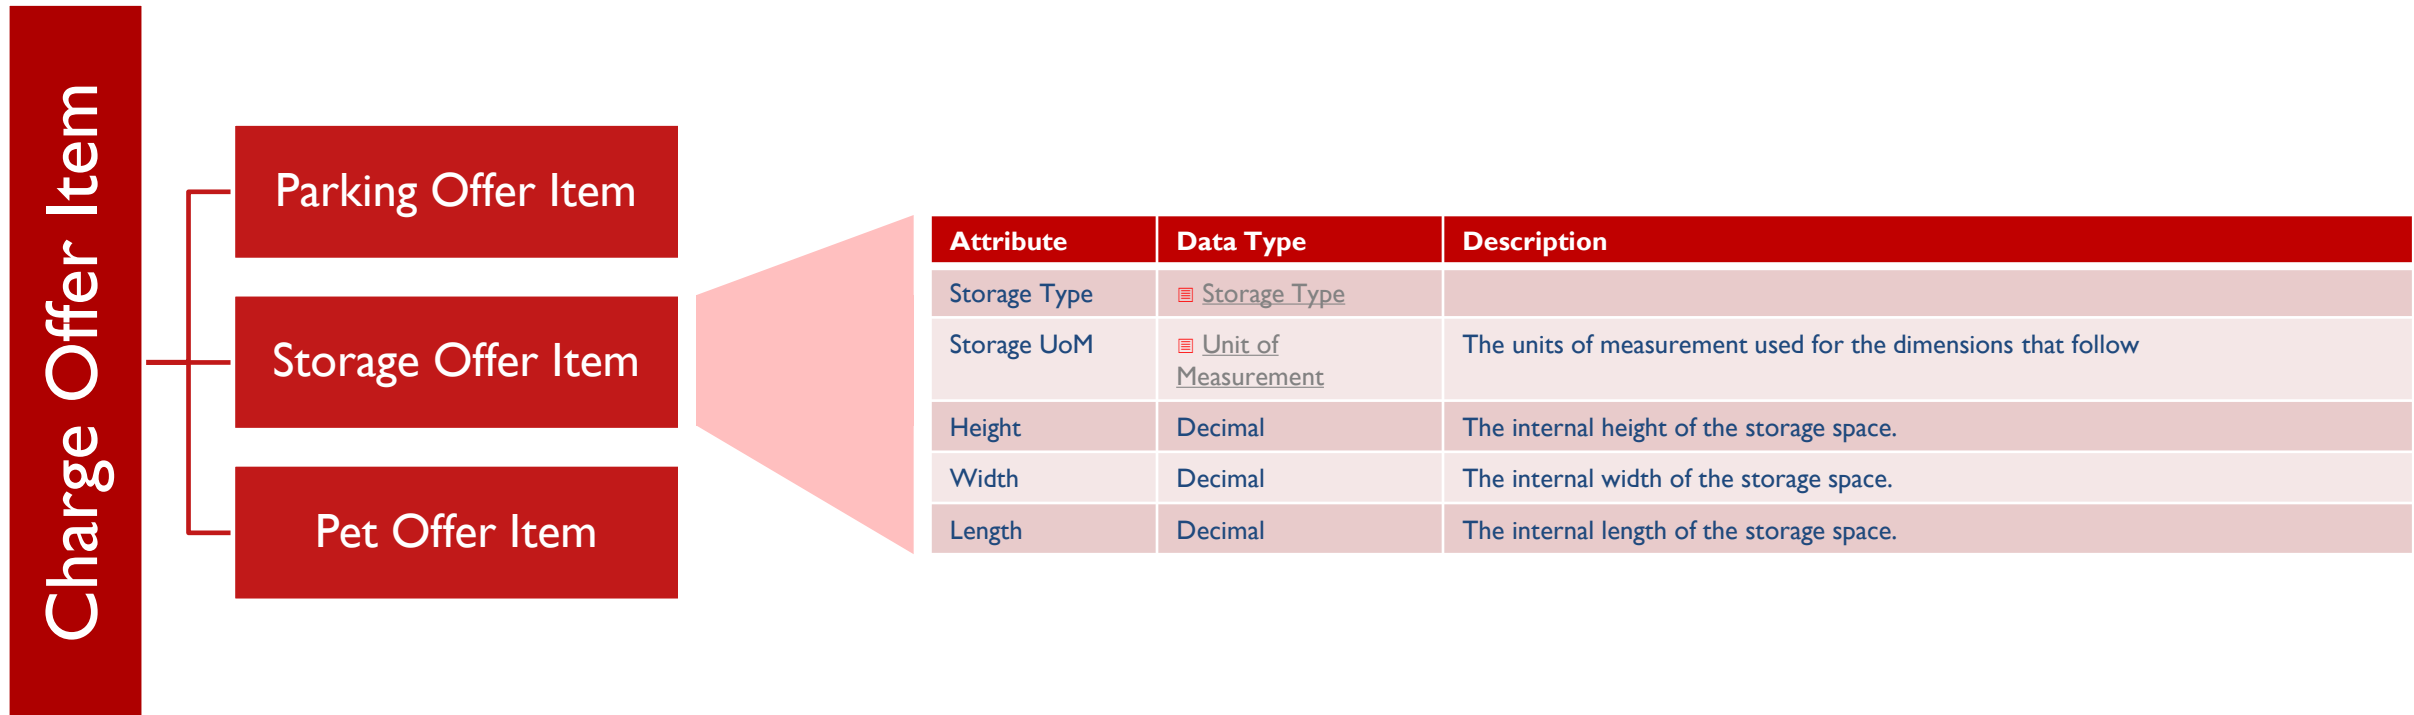 Charge Offer Item
Parking Offer Item
Storage Offer Item
Pet Offer Item
Attribute Data Type Description
Storage Type Storage Type
Storage UoM Unit of The units of measurement used for the dimensions that follow
Measurement
Height Decimal The internal height of the storage space.
Width Decimal The internal width of the storage space.
Length Decimal The internal length of the storage space.